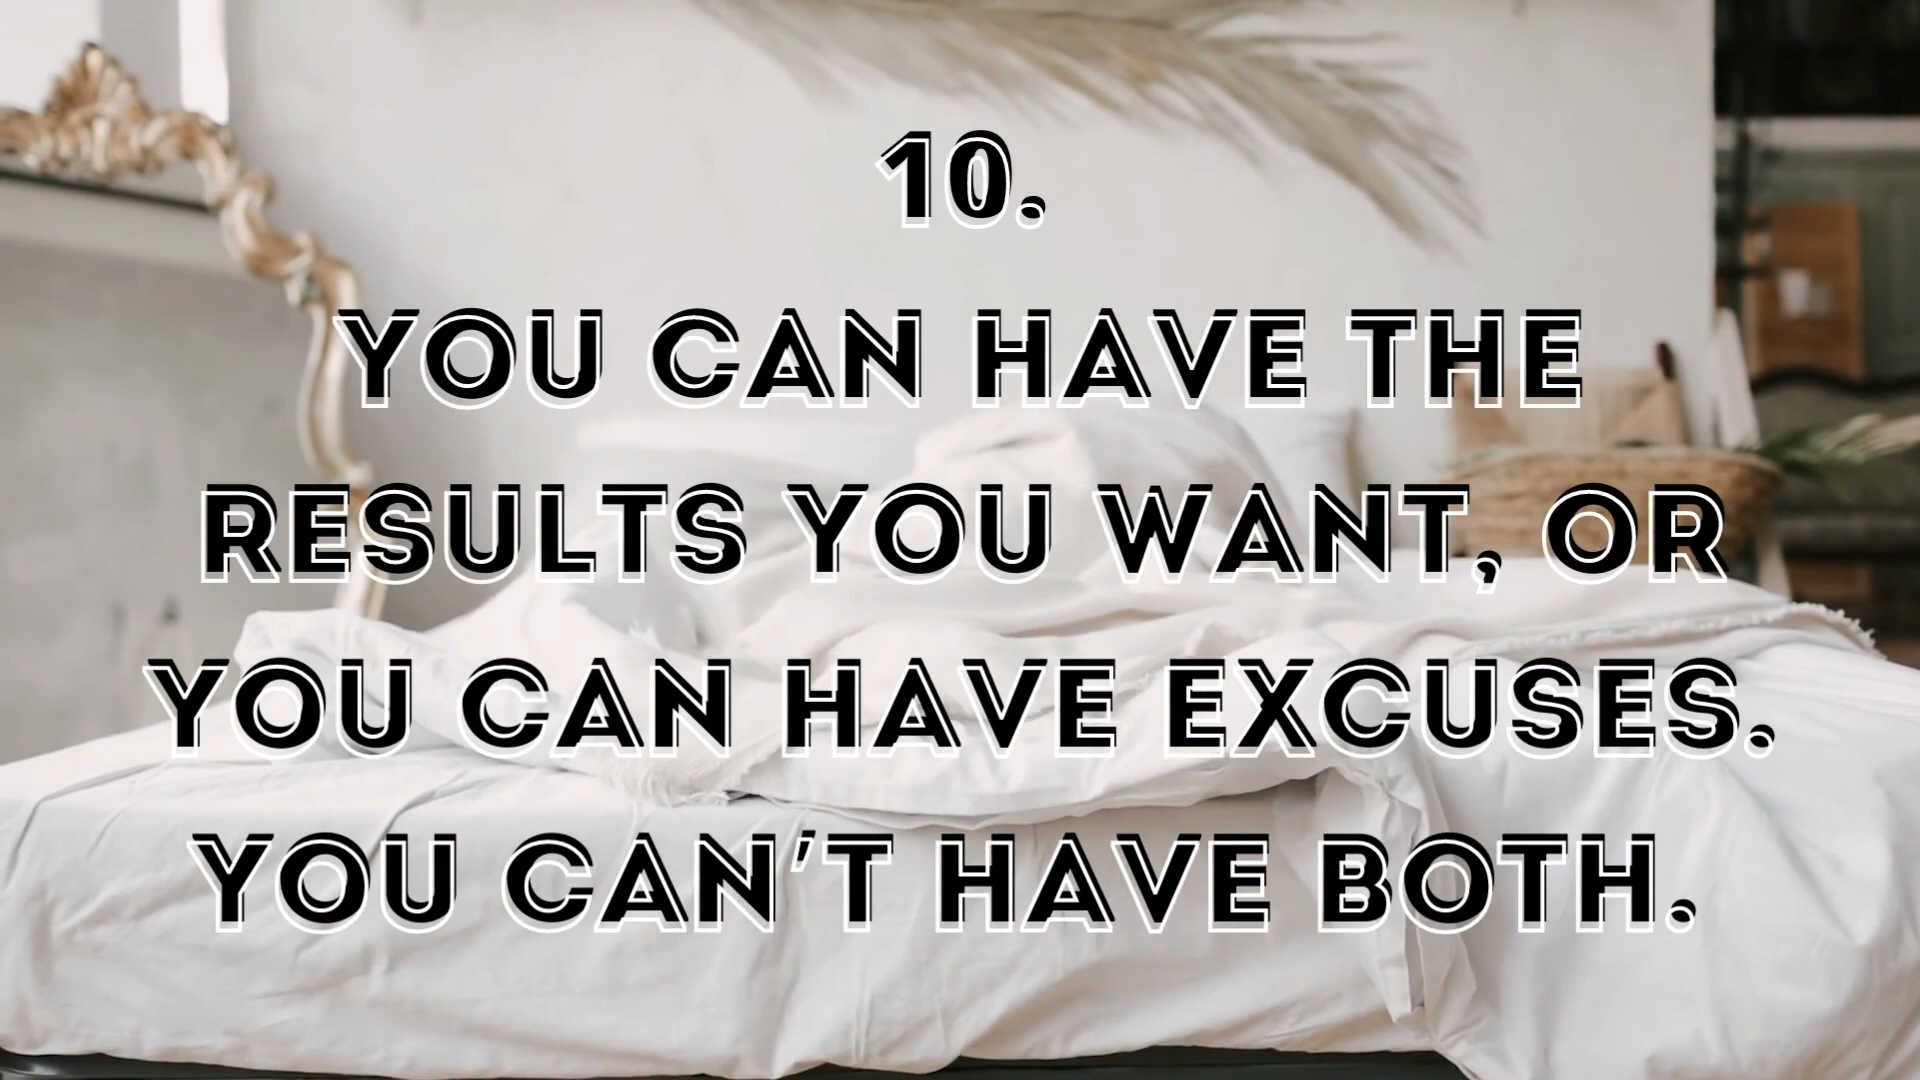 10.
YOU CAN HAVE THE
RESULTS YOU WANT, OR
YOU CAN HAVE EXCUSES.
YOU CAN'T HAVE BOTH.